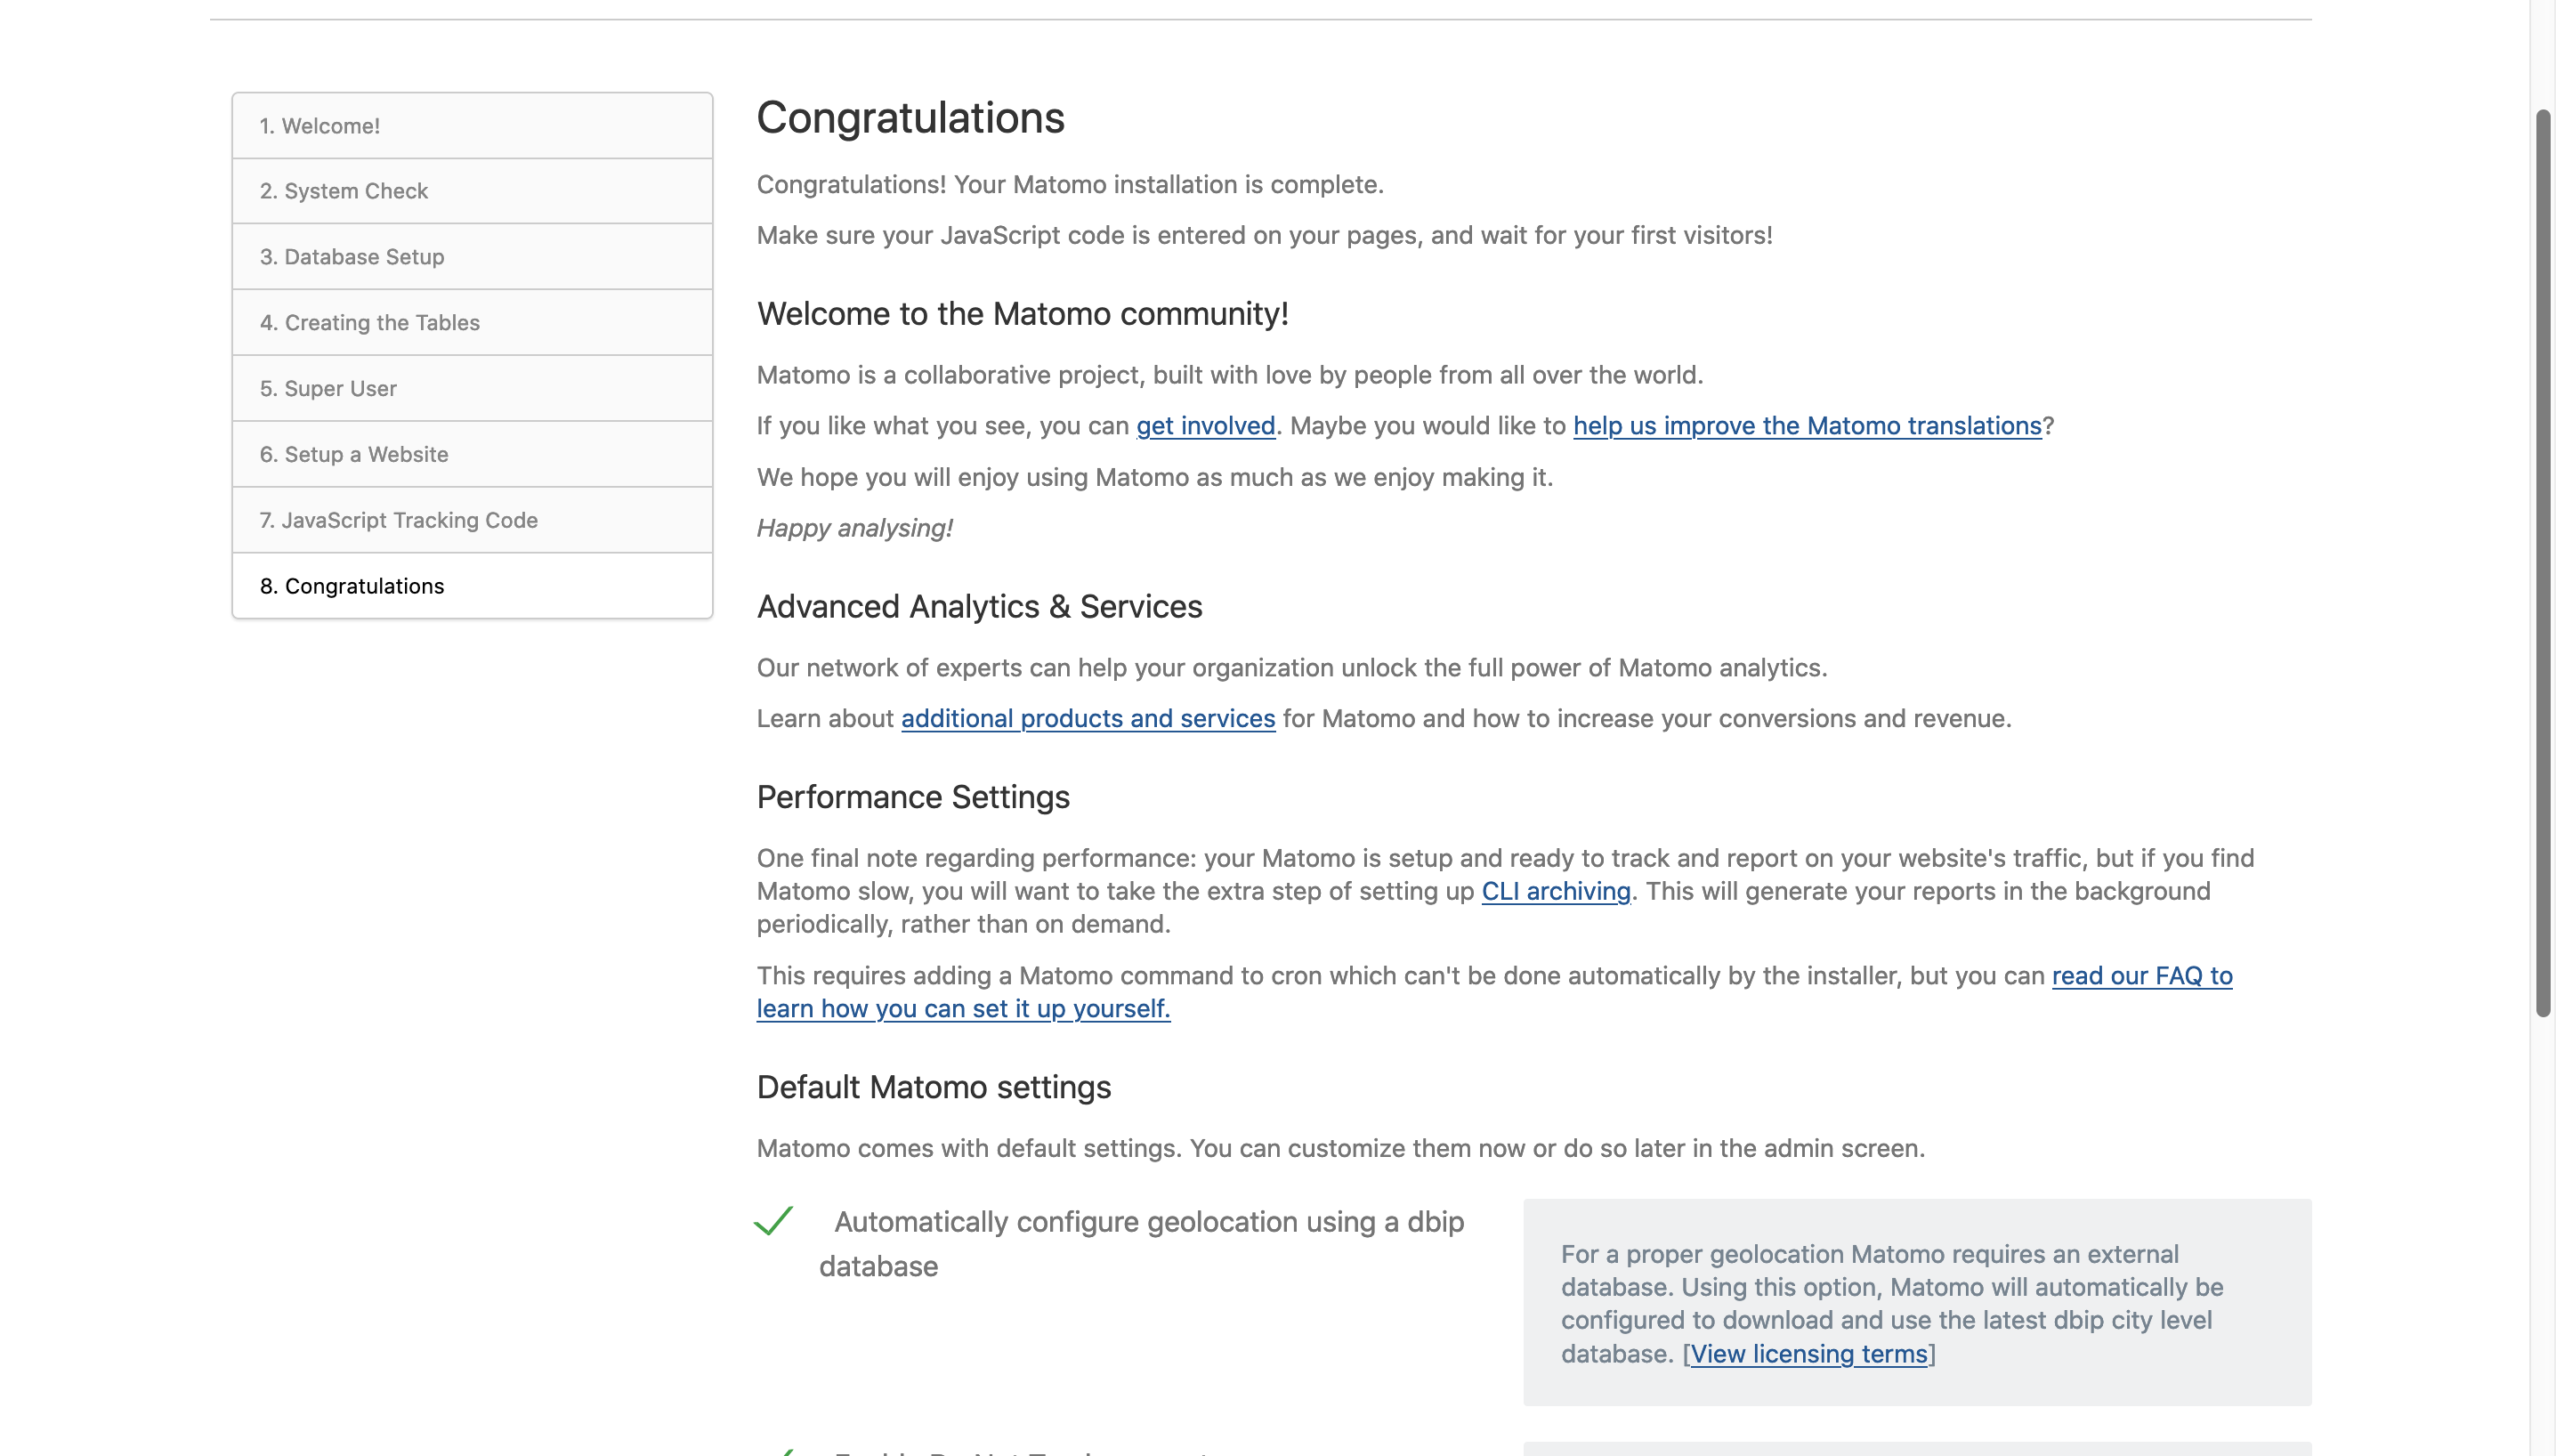 1. Welcome!
2. System Check
3. Database Setup
4. Creating the Tables
5. Super User
6. Setup a Website
7. JavaScript Tracking Code
8. Congratulations
Congratulations
Congratulations! Your Matomo installation is complete.
Make sure your JavaScript code is entered on your pages, and wait for your first visitors!
Welcome to the Matomo community!
Matomo is a collaborative project, built with love by people from all over the world.
If you like what you see, you can get involved. Maybe you would like to help us improve the Matomo translations?
We hope you will enjoy using Matomo as much as we enjoy making it.
Happy analysing!
Advanced Analytics & Services
Our network of experts can help your organization unlock the full power of Matomo analytics.
Learn about additional products and services for Matomo and how to increase your conversions and revenue.
Performance Settings
One final note regarding performance: your Matomo is setup and ready to track and report on your website's traffic, but if you find
Matomo slow, you will want to take the extra step of setting up CLI archiving. This will generate your reports in the background
periodically, rather than on demand.
This requires adding a Matomo command to cron which can't be done automatically by the installer, but you can read our FAQ to
learn how you can set it up yourself.
Default Matomo settings
Matomo comes with default settings. You can customize them now or do so later in the admin screen.
Automatically configure geolocation using a dbip
database
For a proper geolocation Matomo requires an external
database. Using this option, Matomo will automatically be
configured to download and use the latest dbip city level
database. [View licensing terms]